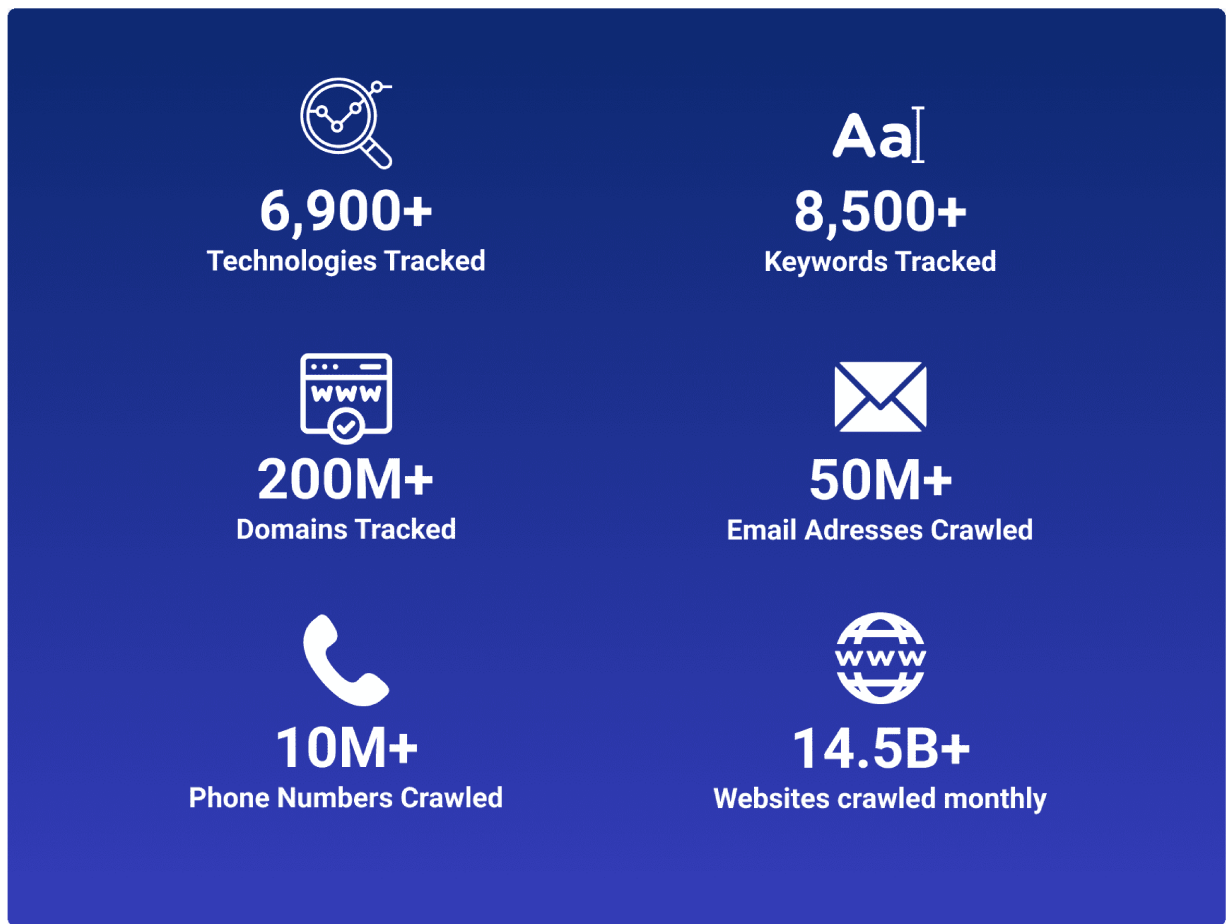 Aa
6,900+
8,500+
Technologies Tracked
Keywords Tracked
www
200M+
50M+
Domains Tracked
Email Adresses Crawled
www
10M+
14.5B+
Phone Numbers Crawled
Websites crawled monthly